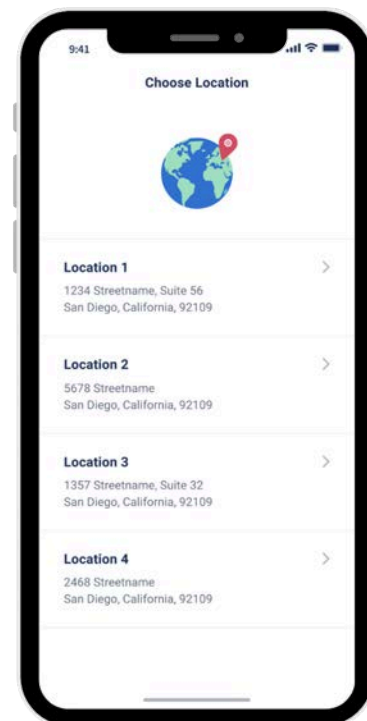 9:41
Choose Location
Location 1
1234 Streetname, Suite 56
San Diego, California, 92109
Location 2
5678 Streetname
San Diego, California, 92109
Location 3
1357 Streetname, Suite 32
San Diego, California, 92109
Location 4
2468 Streetname
San Diego, California, 92109